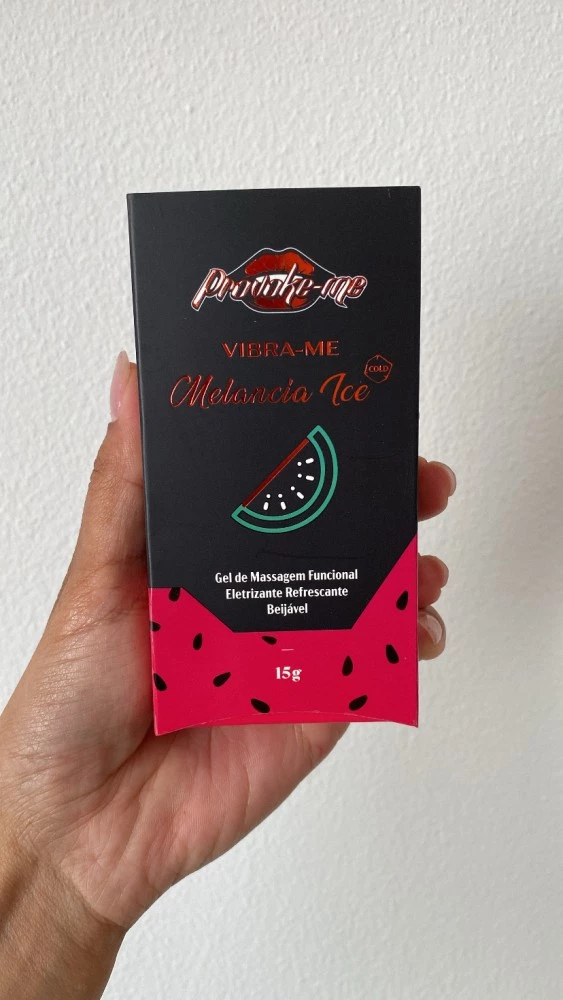 Provoke-me
VIBRA-ME
Melancia Ice
COLD
Gel de Massagem Funcional
Eletrizante Refrescante
Beijável
15g